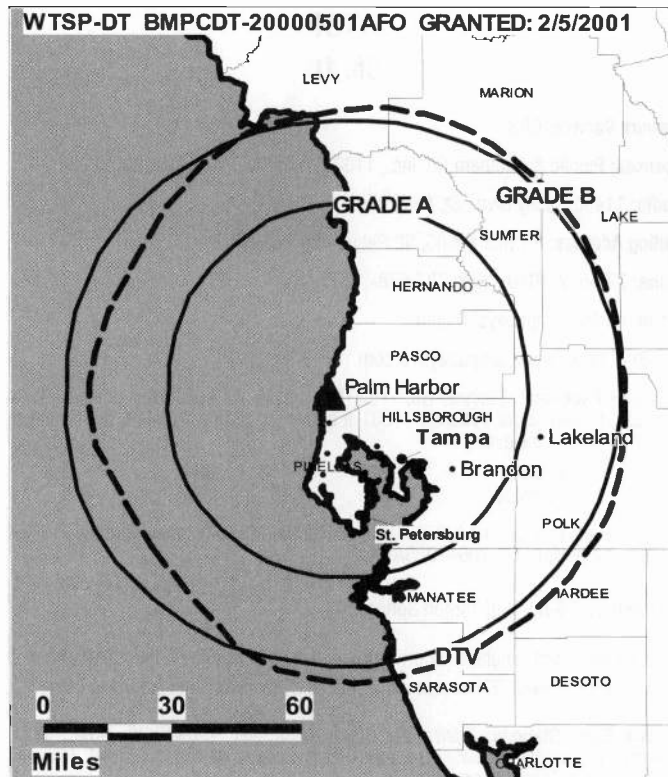 WTSP-DT BMPCDT-20000501AFO GRANTED: 2/5/2001
LEVY
MARION
GRADE A
GRADE B
LAKE
SUMTER
HERNANDO
PASCO
Palm Harbor
HILLSBOROUGH
Tampa
Lakeland
PINELLAS
Brandon
POLK
St. Petersburg
MANATEE
HARDEE
DTV
SARASOTA
DESOTO
0 30 60
Miles
CHARLOTTE